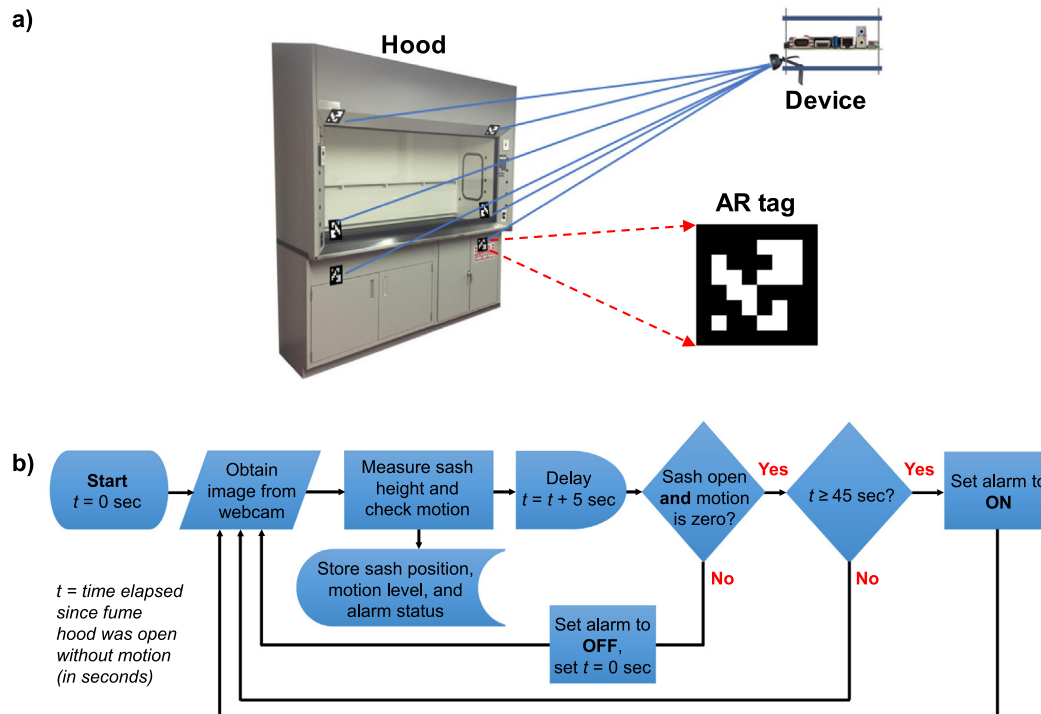 a)
Hood
Device
AR tag
b)
Start
t = 0 sec
Obtain
image from
webcam
Measure sash
height and
check motion
Delay
t = t + 5 sec
Sash open
and motion
is zero?
Yes
t ≥ 45 sec?
Yes
Set alarm to
ON
Store sash position,
motion level, and
alarm status
No
No
Set alarm to
OFF,
set t = 0 sec
t = time elapsed
since fume
hood was open
without motion
(in seconds)